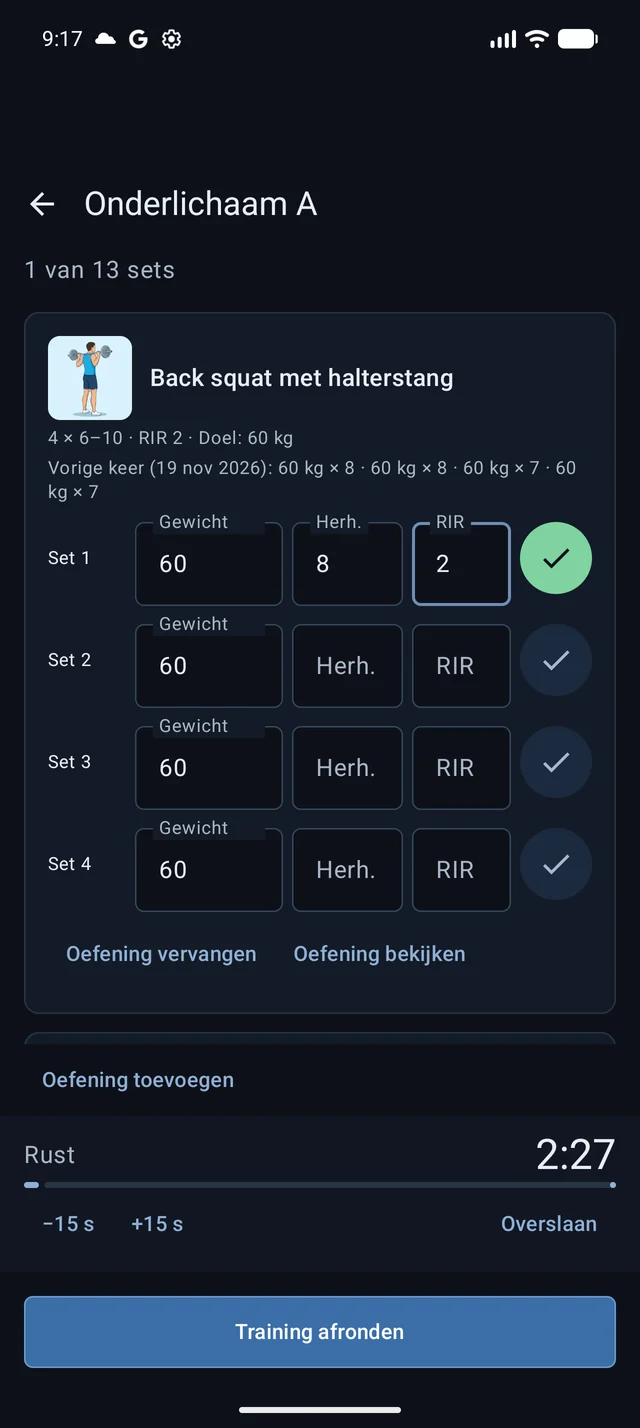 9:17
Onderlichaam A
1 van 13 sets
Back squat met halterstang
4 × 6–10 · RIR 2 · Doel: 60 kg
Vorige keer (19 nov 2026): 60 kg × 8 · 60 kg × 8 · 60 kg × 7 · 60
kg × 7
Gewicht Herh. RIR
Set 1 60 8 2
Gewicht
Set 2 60 Herh. RIR
Gewicht
Set 3 60 Herh. RIR
Gewicht
Set 4 60 Herh. RIR
Oefening vervangen Oefening bekijken
Oefening toevoegen
Rust 2:27
−15 s +15 s Overslaan
Training afronden